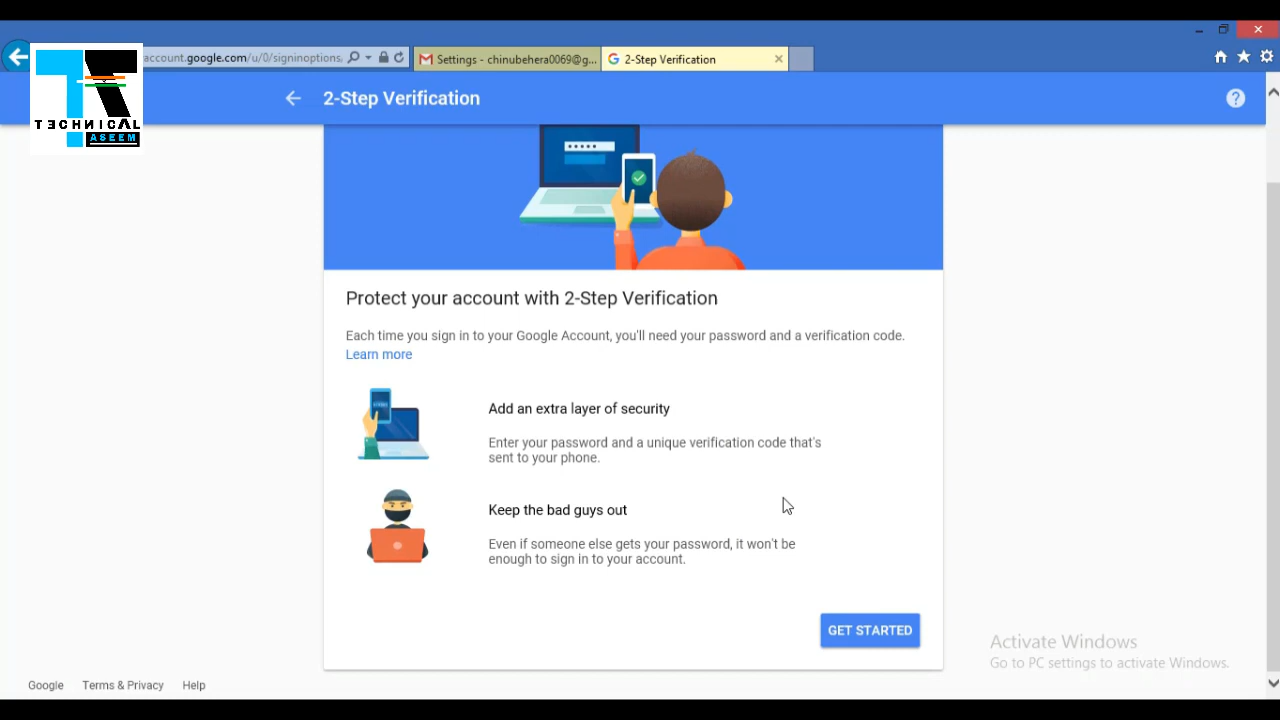 account.google.com/u/0/signinoptions
Settings - chinubehera0069@g...
2-Step Verification
TECHNICAL
ASEEM
2-Step Verification
Protect your account with 2-Step Verification
Each time you sign in to your Google Account, you'll need your password and a verification code.
Learn more
Add an extra layer of security
Enter your password and a unique verification code that's
sent to your phone.
Keep the bad guys out
Even if someone else gets your password, it won't be
enough to sign in to your account.
GET STARTED
Activate Windows
Go to PC settings to activate Windows.
Google
Terms & Privacy
Help